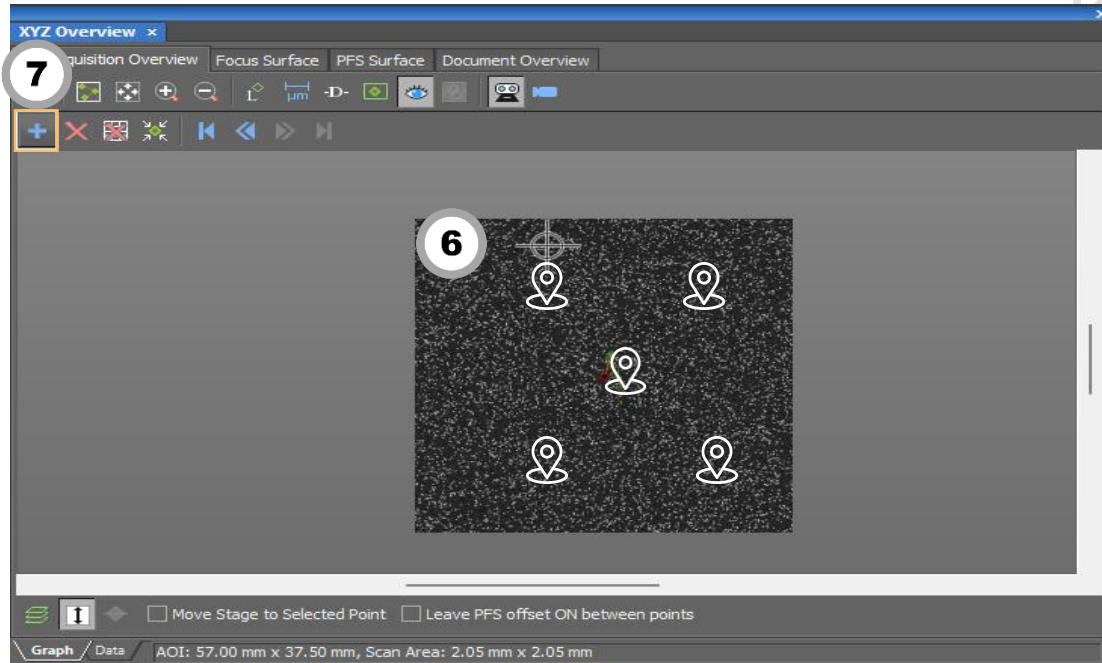 XYZ Overview ×
7
quisition Overview Focus Surface PFS Surface Document Overview
L µm -D-
6
Move Stage to Selected Point Leave PFS offset ON between points
Graph Data AOI: 57.00 mm x 37.50 mm, Scan Area: 2.05 mm x 2.05 mm